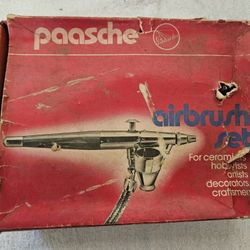 paasche
airbrush
set
For ceramists
hobbyists
artists
decorators
craftsmen